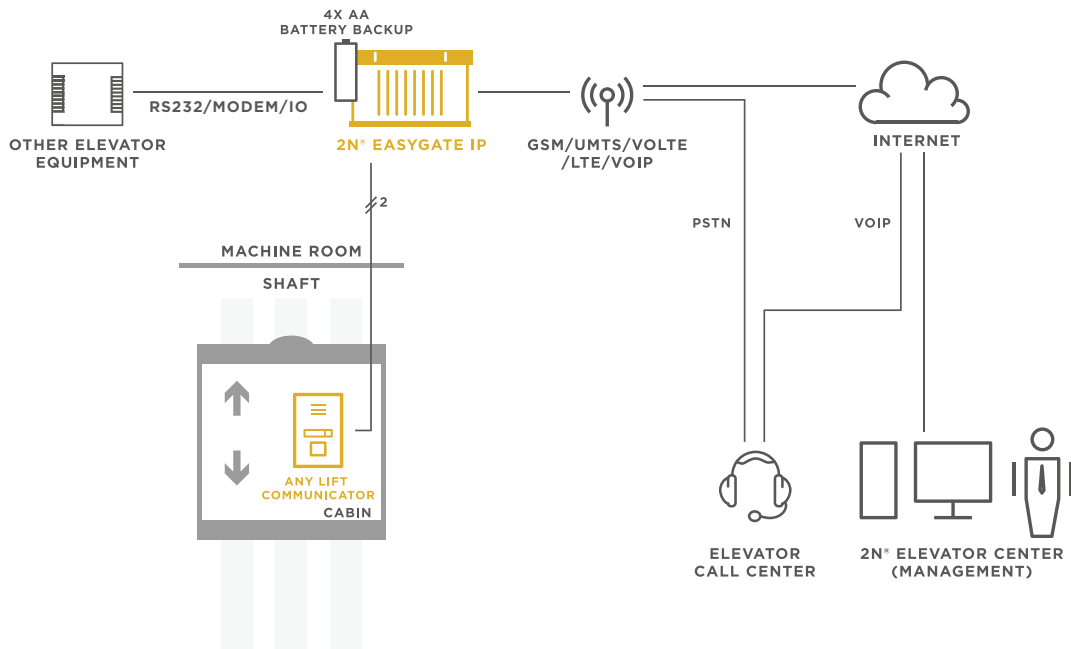 4X AA
BATTERY BACKUP
RS232/MODEM/IO
OTHER ELEVATOR
EQUIPMENT
2N® EASYGATE IP
GSM/UMTS/VOLTE
/LTE/VOIP
INTERNET
2
PSTN
VOIP
MACHINE ROOM
SHAFT
ANY LIFT
COMMUNICATOR
CABIN
ELEVATOR
CALL CENTER
2N® ELEVATOR CENTER
(MANAGEMENT)